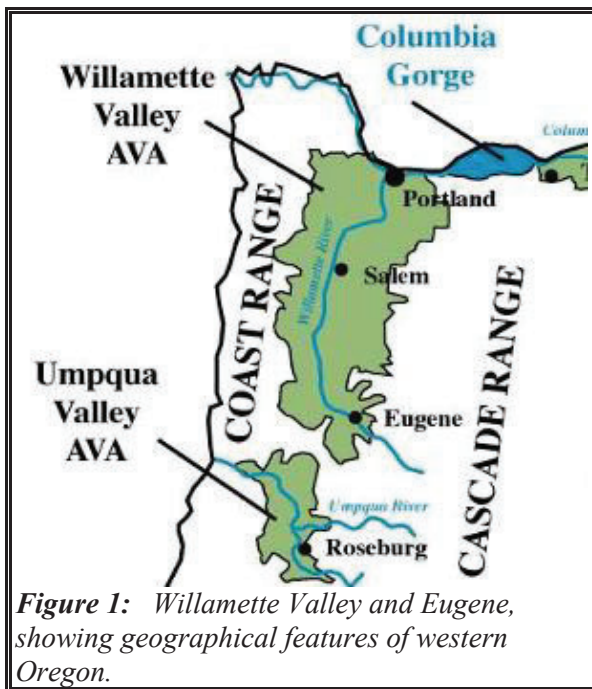 Columbia
Gorge
Willamette
Valley
AVA
Portland
Willamette River
Salem
COAST RANGE
CASCADE RANGE
Umpqua
Valley
AVA
Eugene
Umpqua River
Roseburg
Figure 1: Willamette Valley and Eugene,
showing geographical features of western
Oregon.